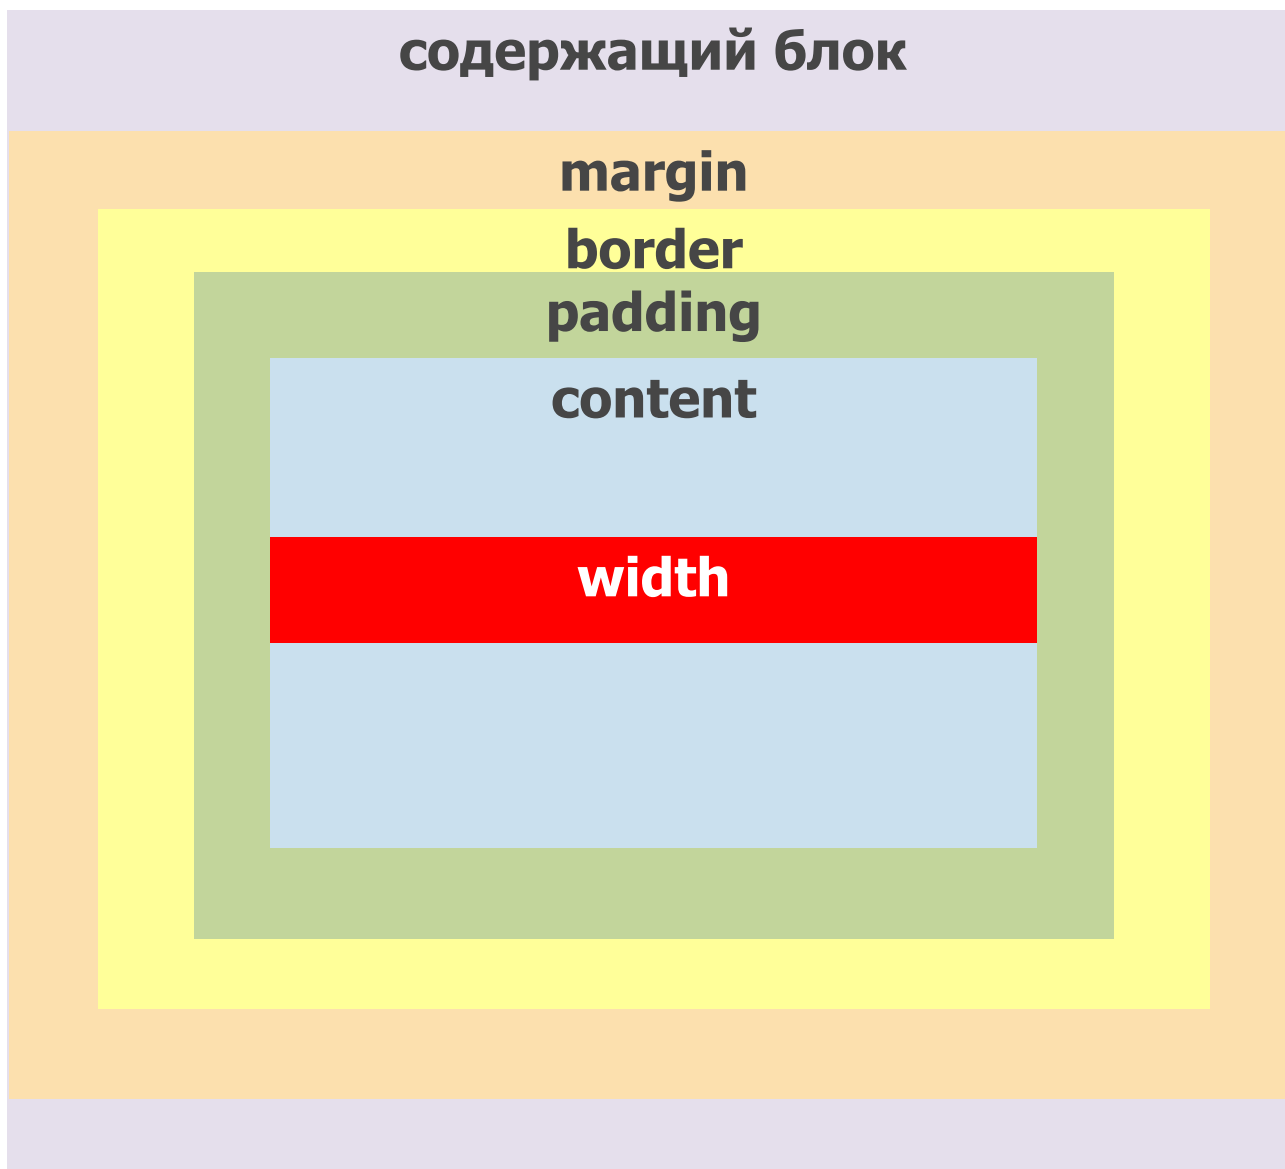 содержащий блок
margin
border
padding
content
width